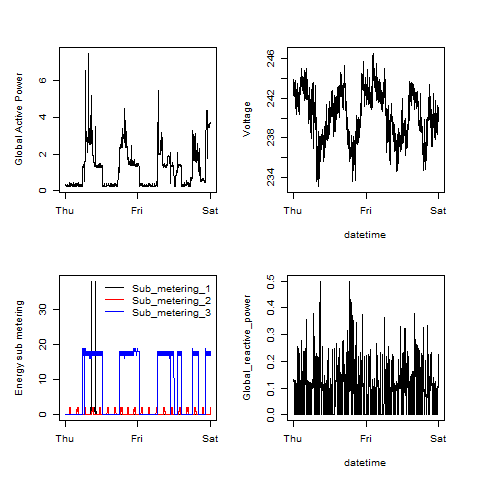 Global Active Power
0 2 4 6
Thu Fri Sat
Voltage
234 238 242 246
Thu Fri Sat
datetime
Energy sub metering
0 10 20 30
Sub_metering_1
Sub_metering_2
Sub_metering_3
Thu Fri Sat
Global_reactive_power
0.0 0.1 0.2 0.3 0.4 0.5
Thu Fri Sat
datetime